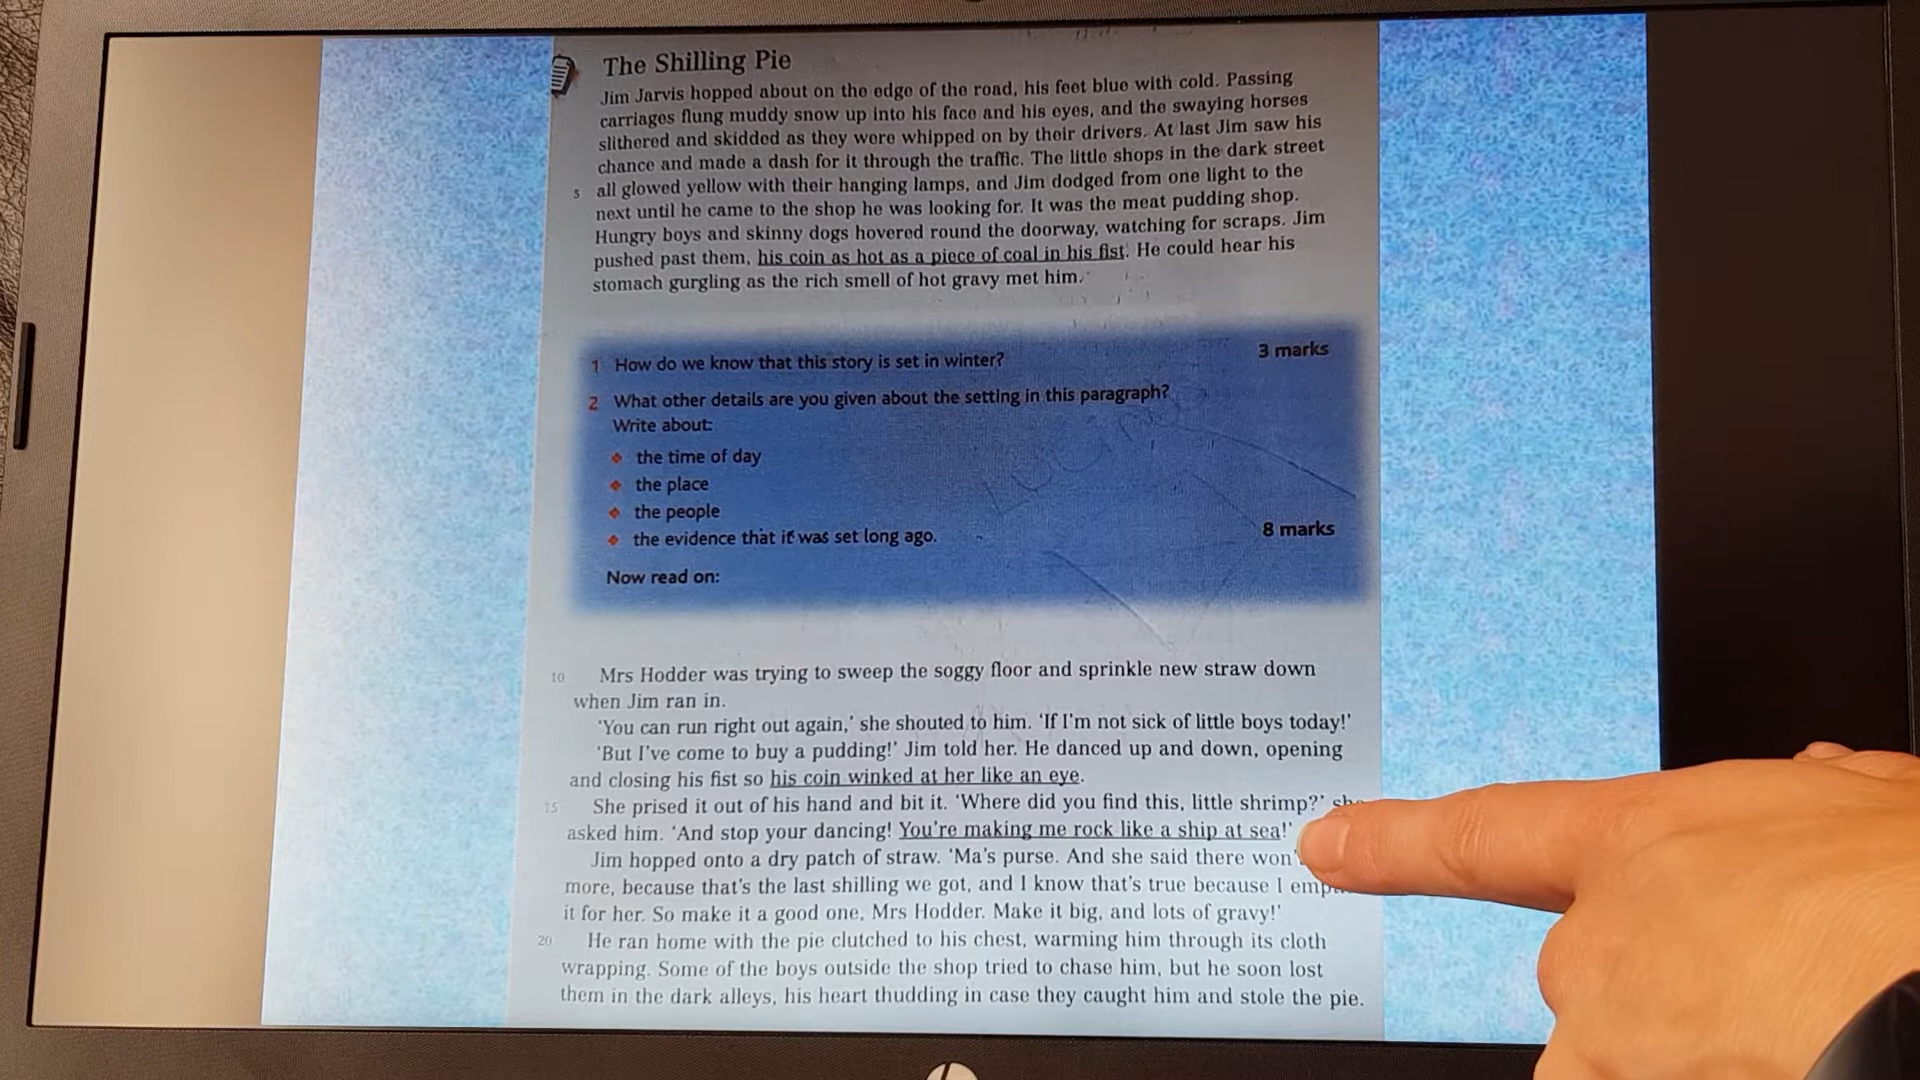 The Shilling Pie
Jim Jarvis hopped about on the edge of the road, his feet blue with cold. Passing
carriages flung muddy snow up into his face and his eyes, and the swaying horses
slithered and skidded as they were whipped on by their drivers. At last Jim saw his
chance and made a dash for it through the traffic. The little shops in the dark street
5 all glowed yellow with their hanging lamps, and Jim dodged from one light to the
next until he came to the shop he was looking for. It was the meat pudding shop.
Hungry boys and skinny dogs hovered round the doorway, watching for scraps. Jim
pushed past them, his coin as hot as a piece of coal in his fist. He could hear his
stomach gurgling as the rich smell of hot gravy met him.
1 How do we know that this story is set in winter? 3 marks
2 What other details are you given about the setting in this paragraph?
Write about:
the time of day
the place
the people
the evidence that it was set long ago. 8 marks
Now read on:
10 Mrs Hodder was trying to sweep the soggy floor and sprinkle new straw down
when Jim ran in.
'You can run right out again,' she shouted to him. 'If I'm not sick of little boys today!'
'But I've come to buy a pudding!' Jim told her. He danced up and down, opening
and closing his fist so his coin winked at her like an eye.
15 She prised it out of his hand and bit it. 'Where did you find this, little shrimp?' she
asked him. 'And stop your dancing! You're making me rock like a ship at sea!'
Jim hopped onto a dry patch of straw. 'Ma's purse. And she said there
more, because that's the last shilling we got, and I know that's true because I
it for her. So make it a good one, Mrs Hodder. Make it big, and lots of gravy!'
20 He ran home with the pie clutched to his chest, warming him through its cloth
wrapping. Some of the boys outside the shop tried to chase him, but he soon lost
them in the dark alleys, his heart thudding in case they caught him and stole the pie.